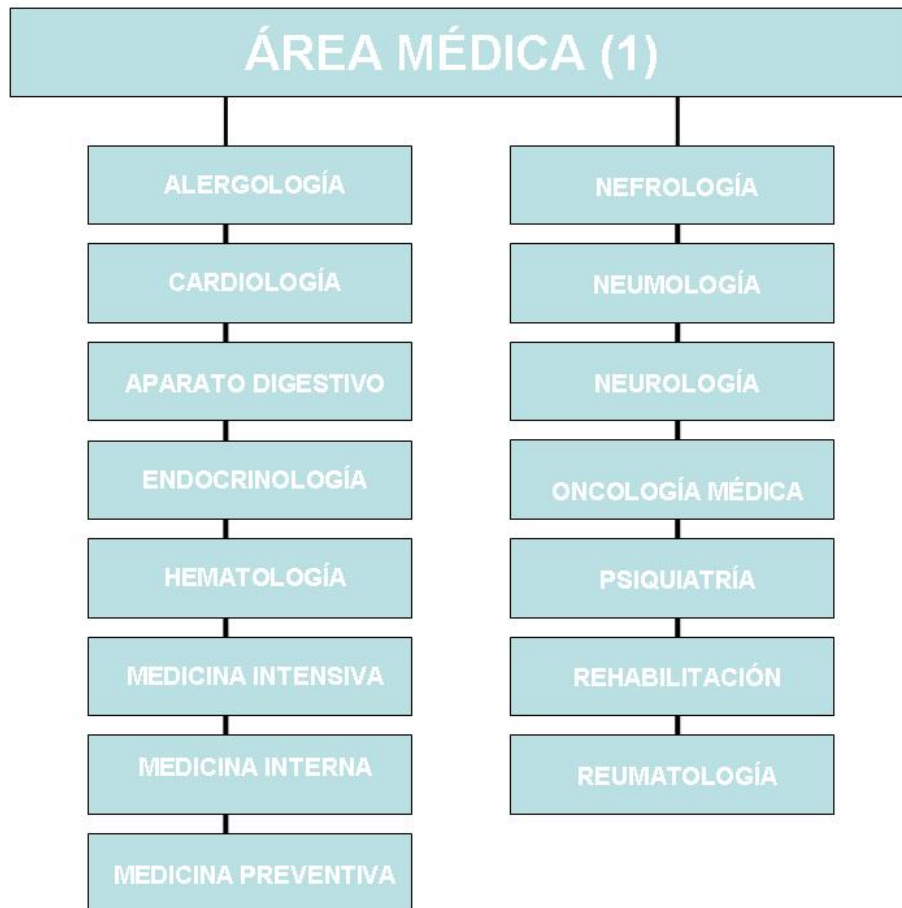 ÁREA MÉDICA (1)
ALERGOLOGÍA
CARDIOLOGÍA
APARATO DIGESTIVO
ENDOCRINOLOGÍA
HEMATOLOGÍA
MEDICINA INTENSIVA
MEDICINA INTERNA
MEDICINA PREVENTIVA
NEFROLOGÍA
NEUMOLOGÍA
NEUROLOGÍA
ONCOLOGÍA MÉDICA
PSIQUIATRÍA
REHABILITACIÓN
REUMATOLOGÍA